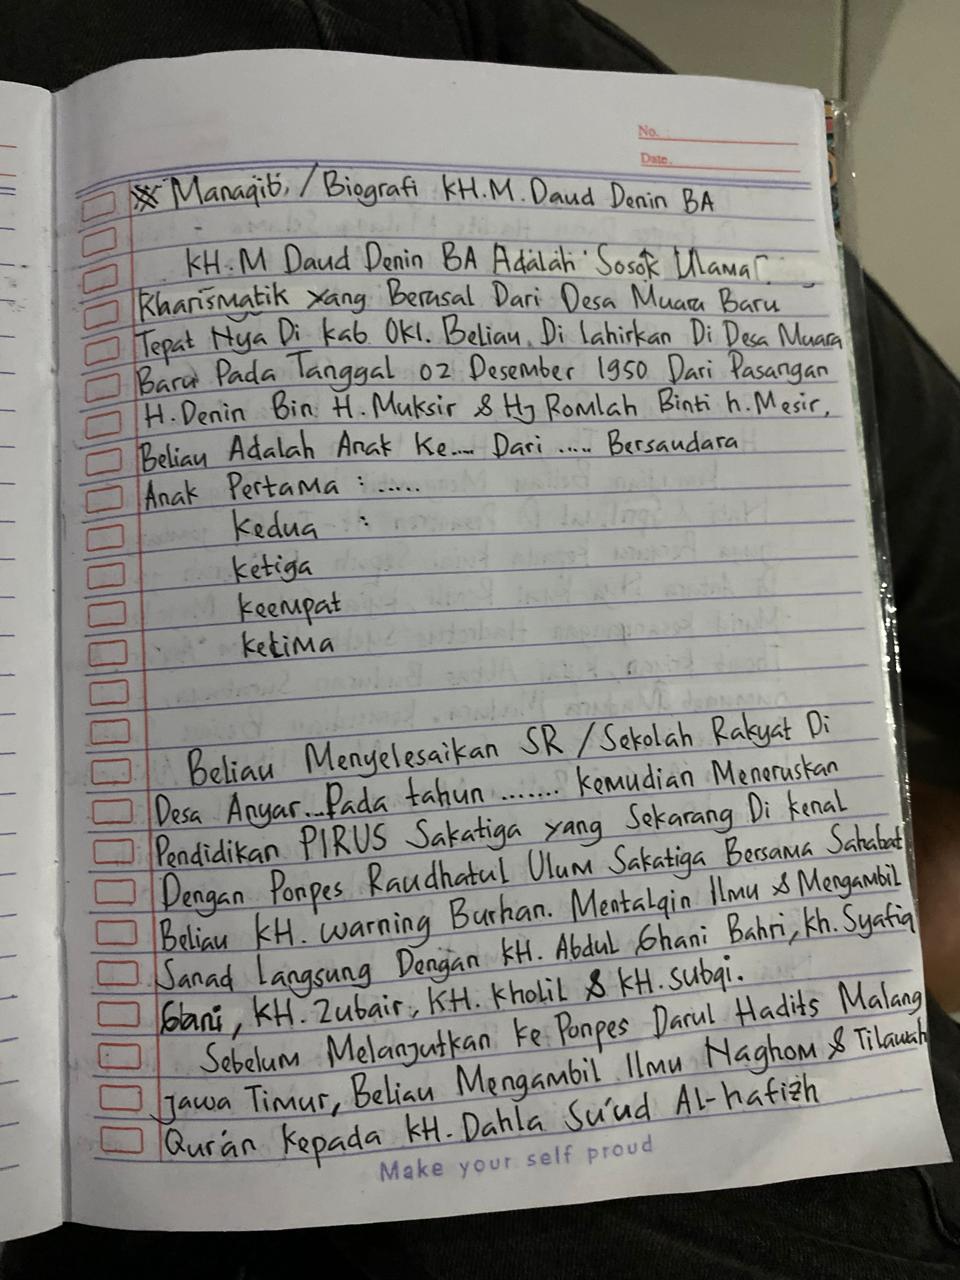 No.
Date.
※ Manaqib, / Biografi KH.M. Daud Denin BA
KH.M Daud Denin BA Adalah Sosok Ulama
Kharismatik yang Berasal Dari Desa Muara Baru
Tepat Nya Di Kab OKI. Beliau Di lahirkan Di Desa Muara
Baru Pada Tanggal 02 Desember 1950 Dari Pasangan
H. Denin Bin H. Muksir & Hj Romlah Binti h. Mesir,
Beliau Adalah Anak Ke.... Dari .... Bersaudara
Anak Pertama : .....
Kedua :
Ketiga
Keempat
Kelima
Beliau Menyelesaikan SR / Sekolah Rakyat Di
Desa Anyar... Pada tahun ....... Kemudian Meneruskan
Pendidikan PIRUS Sakatiga yang Sekarang Di Kenal
Dengan Ponpes Raudhatul Ulum Sakatiga Bersama Sahabat
Beliau KH. Warning Burhan. Mentalqin Ilmu & Mengambil
Sanad Langsung Dengan KH. Abdul Ghani Bahri, Kh. Syafiq
Gani, KH. Zubair, KH. Kholil & KH. Subqi.
Sebelum Melanjutkan Ke Ponpes Darul Hadits Malang
Jawa Timur, Beliau Mengambil Ilmu Naghom & Tilawah
Qur'an Kepada KH. Dahla Su'ud Al-hafizh
Make your self proud